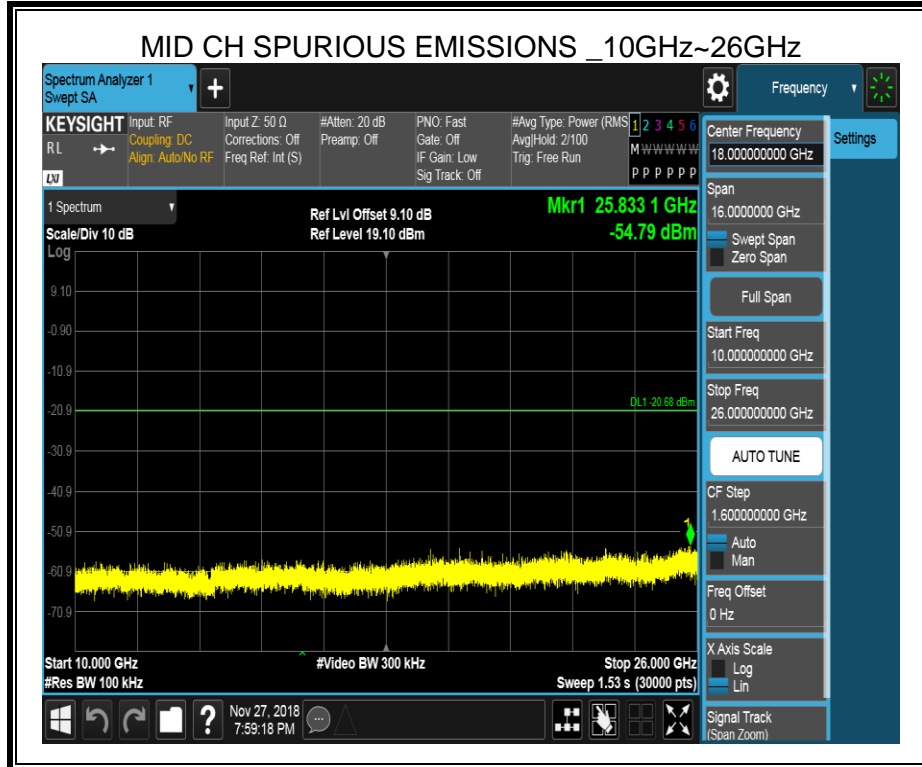 MID CH SPURIOUS EMISSIONS _10GHz~26GHz
Spectrum Analyzer 1
Swept SA
+
Frequency
KEYSIGHT
RL
LXI
Input: RF
Coupling: DC
Align: Auto/No RF
Input Z: 50 Ω
Corrections: Off
Freq Ref: Int (S)
#Atten: 20 dB
Preamp: Off
PNO: Fast
Gate: Off
IF Gain: Low
Sig Track: Off
#Avg Type: Power (RMS
Avg|Hold: 2/100
Trig: Free Run
1 2 3 4 5 6
M W W W W W
P P P P P P
Center Frequency
18.000000000 GHz
Settings
Span
16.0000000 GHz
Swept Span
Zero Span
Full Span
Start Freq
10.000000000 GHz
Stop Freq
26.000000000 GHz
AUTO TUNE
CF Step
1.600000000 GHz
Auto
Man
Freq Offset
0 Hz
X Axis Scale
Log
Lin
Signal Track
(Span Zoom)
1 Spectrum
Scale/Div 10 dB
Ref Lvl Offset 9.10 dB
Ref Level 19.10 dBm
Mkr1 25.833 1 GHz
-54.79 dBm
Log
9.10
-0.90
-10.9
-20.9
DL1 -20.68 dBm
-30.9
-40.9
-50.9
1
-60.9
-70.9
Start 10.000 GHz
#Res BW 100 kHz
#Video BW 300 kHz
Stop 26.000 GHz
Sweep 1.53 s (30000 pts)
?
Nov 27, 2018
7:59:18 PM